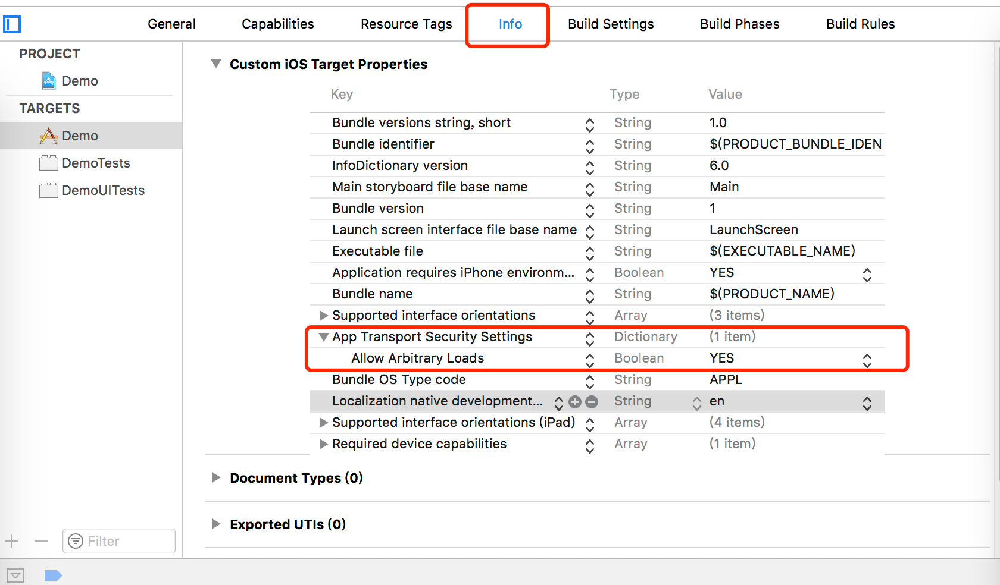 General Capabilities Resource Tags Info Build Settings Build Phases Build Rules
PROJECT
Demo
TARGETS
Demo
DemoTests
DemoUITests
Filter
Custom iOS Target Properties
Key Type Value
Bundle versions string, short String 1.0
Bundle identifier String $(PRODUCT_BUNDLE_IDEN
InfoDictionary version String 6.0
Main storyboard file base name String Main
Bundle version String 1
Launch screen interface file base name String LaunchScreen
Executable file String $(EXECUTABLE_NAME)
Application requires iPhone environm... Boolean YES
Bundle name String $(PRODUCT_NAME)
Supported interface orientations Array (3 items)
App Transport Security Settings Dictionary (1 item)
Allow Arbitrary Loads Boolean YES
Bundle OS Type code String APPL
Localization native development... String en
Supported interface orientations (iPad) Array (4 items)
Required device capabilities Array (1 item)
Document Types (0)
Exported UTIs (0)